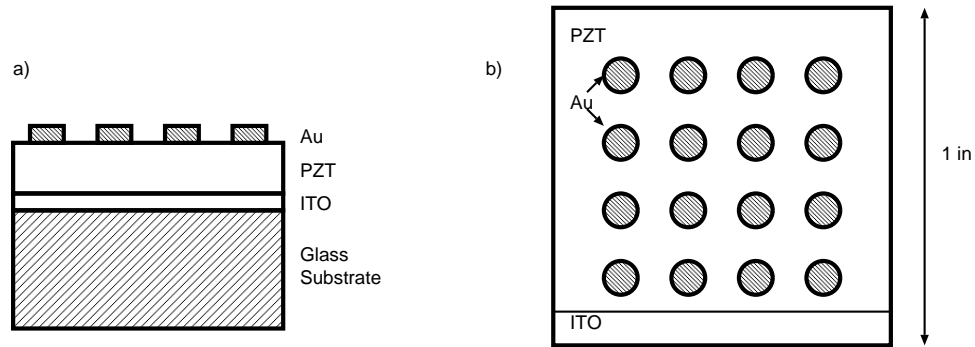 a)
Au
PZT
ITO
Glass
Substrate
b)
PZT
Au
ITO
1 in